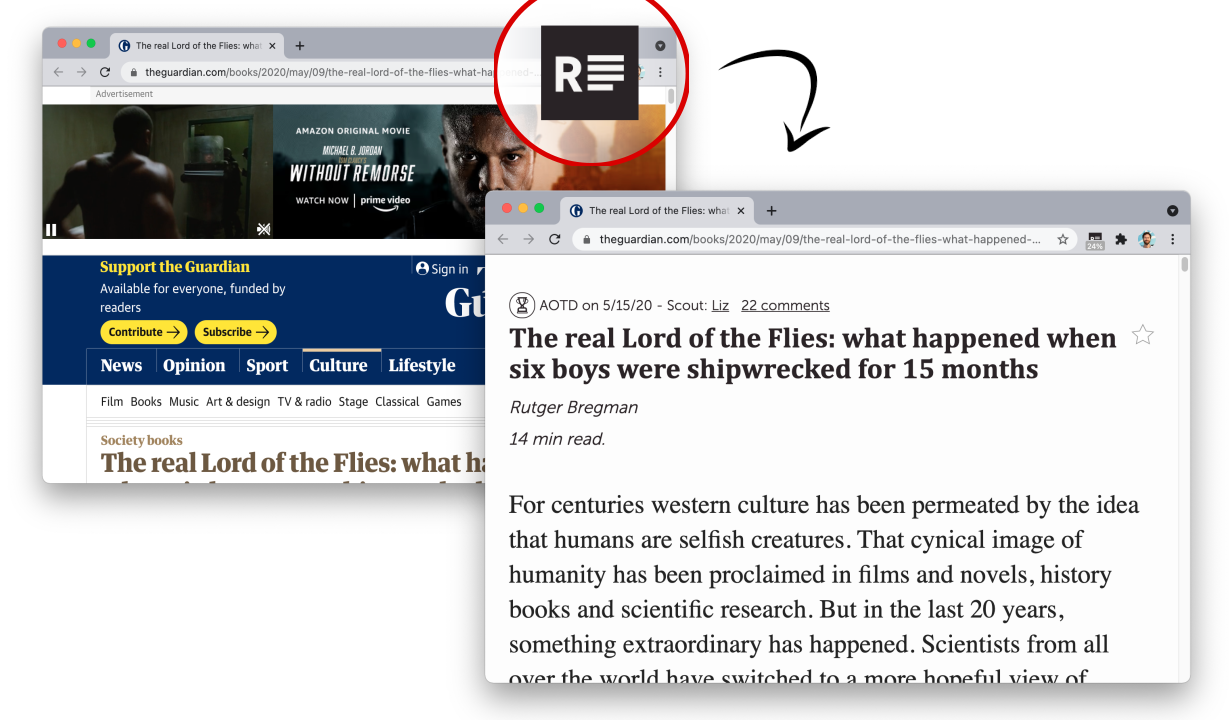 The real Lord of the Flies: what
theguardian.com/books/2020/may/09/the-real-lord-of-the-flies-what-happened-...
Advertisement
AMAZON ORIGINAL MOVIE
MICHAEL B. JORDAN
TOM CLANCY'S
WITHOUT REMORSE
WATCH NOW | prime video
R
Support the Guardian
Available for everyone, funded by
readers
Contribute → Subscribe →
Sign in
Gu
News Opinion Sport Culture Lifestyle
Film Books Music Art & design TV & radio Stage Classical Games
Society books
The real Lord of the Flies: what ha
The real Lord of the Flies: what
theguardian.com/books/2020/may/09/the-real-lord-of-the-flies-what-happened-...
24%
AOTD on 5/15/20 - Scout: Liz 22 comments
The real Lord of the Flies: what happened when
six boys were shipwrecked for 15 months
Rutger Bregman
14 min read.
For centuries western culture has been permeated by the idea
that humans are selfish creatures. That cynical image of
humanity has been proclaimed in films and novels, history
books and scientific research. But in the last 20 years,
something extraordinary has happened. Scientists from all
over the world have switched to a more hopeful view of